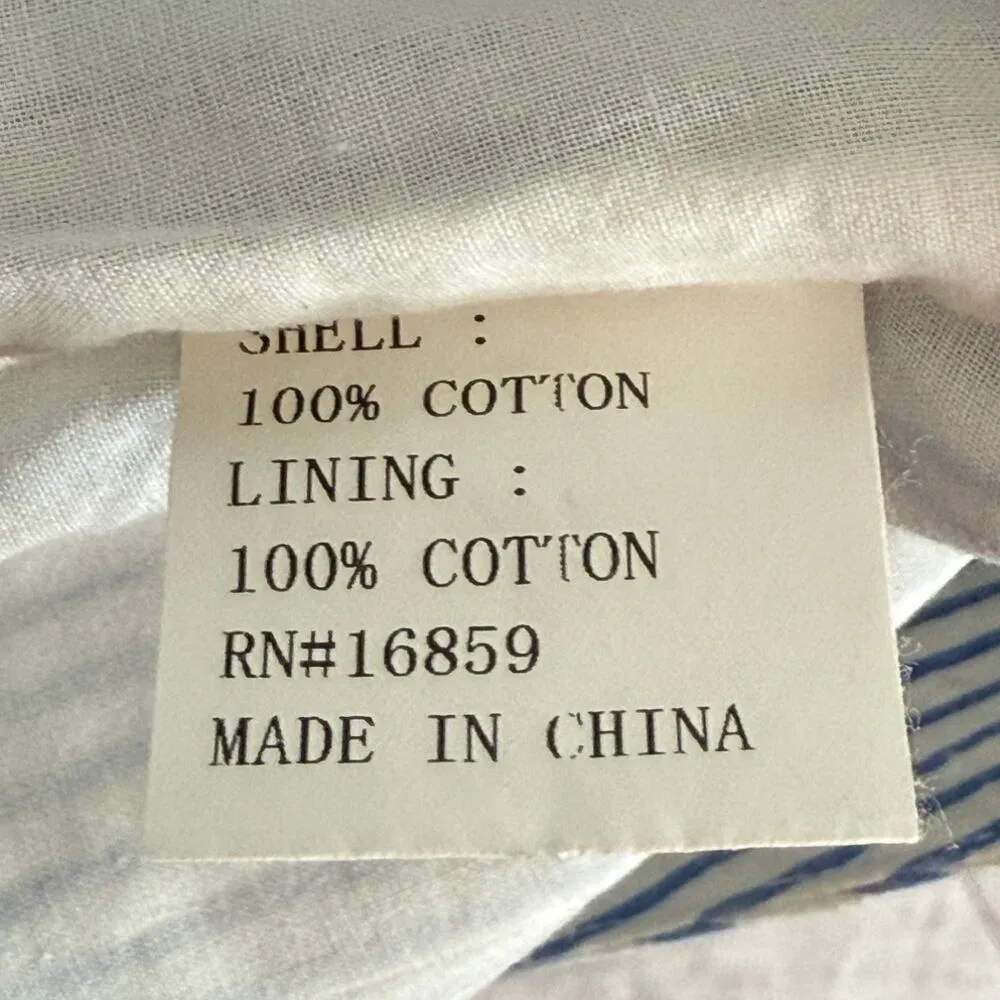 SHELL :
100% COTTON
LINING :
100% COTTON
RN#16859
MADE IN CHINA